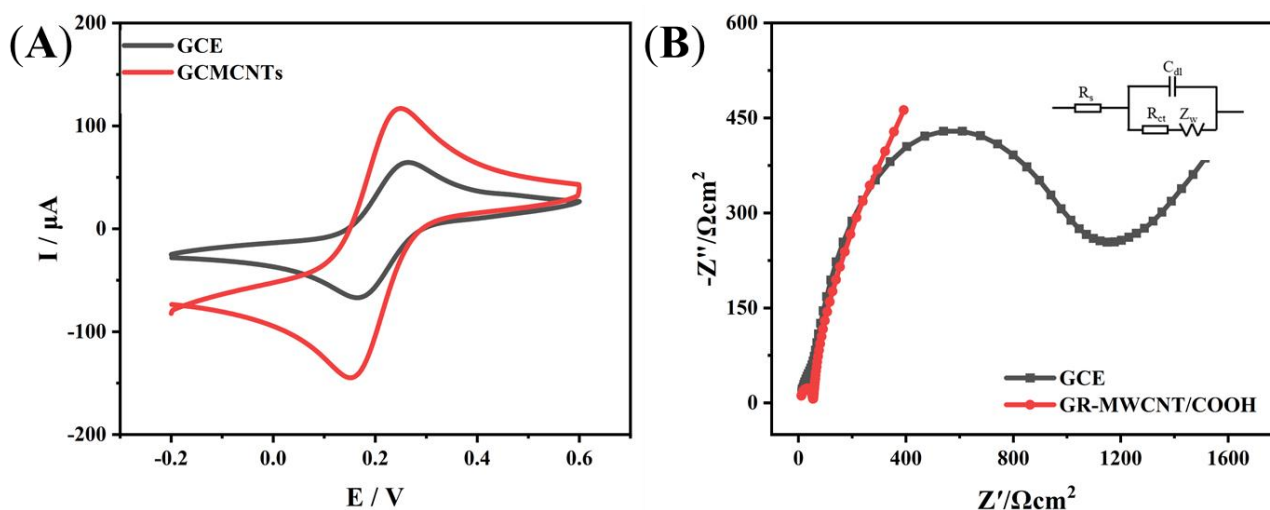 (A)
GCE
GCMCNTs
200
100
0
-100
-200
I / µA
-0.2
0.0
0.2
0.4
0.6
E / V
(B)
600
450
300
150
0
-Z''/Ωcm²
Rs
Cdl
Rct
Zw
GCE
GR-MWCNT/COOH
0
400
800
1200
1600
Z'/Ωcm²